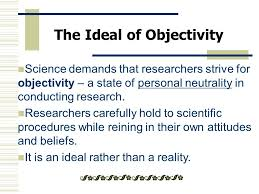 The Ideal of Objectivity
Science demands that researchers strive for
objectivity – a state of personal neutrality in
conducting research.
Researchers carefully hold to scientific
procedures while reining in their own attitudes
and beliefs.
It is an ideal rather than a reality.